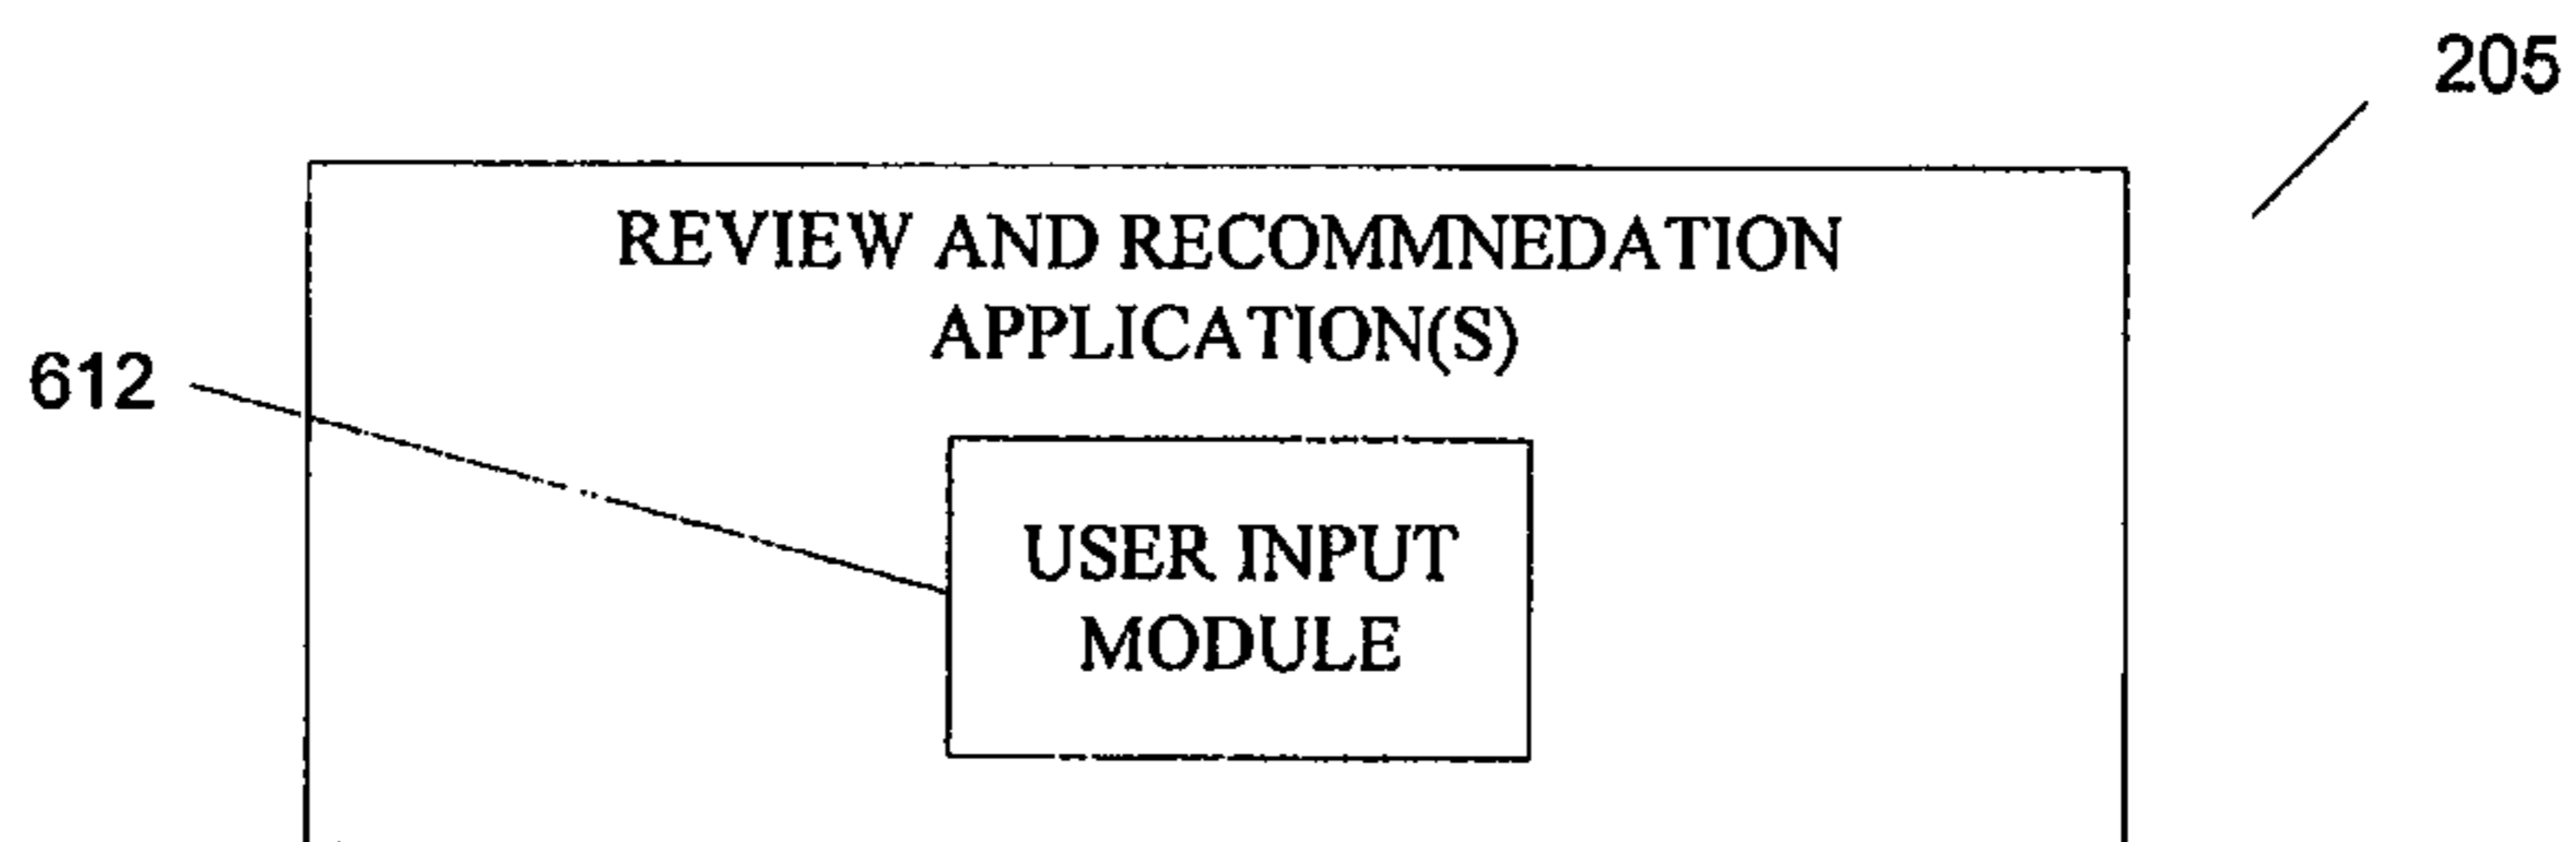 205
REVIEW AND RECOMMNEDATION
APPLICATION(S)
612
USER INPUT
MODULE